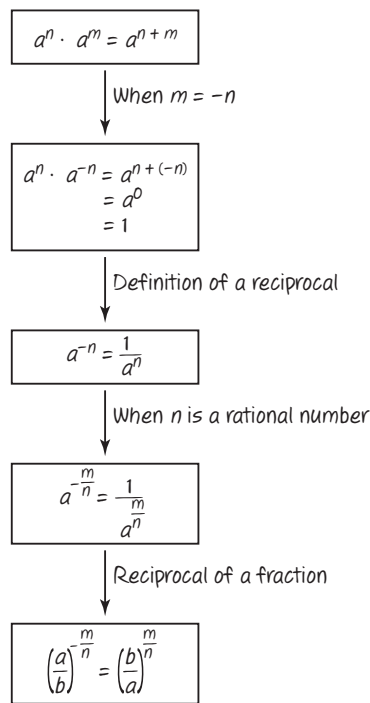 aⁿ · aᵐ = aⁿ⁺ᵐ
When m = −n
aⁿ · a⁻ⁿ = aⁿ⁺⁽⁻ⁿ⁾
= a⁰
= 1
Definition of a reciprocal
a⁻ⁿ = 1/aⁿ
When n is a rational number
a^(−m/n) = 1/a^(m/n)
Reciprocal of a fraction
(a/b)^(−m/n) = (b/a)^(m/n)